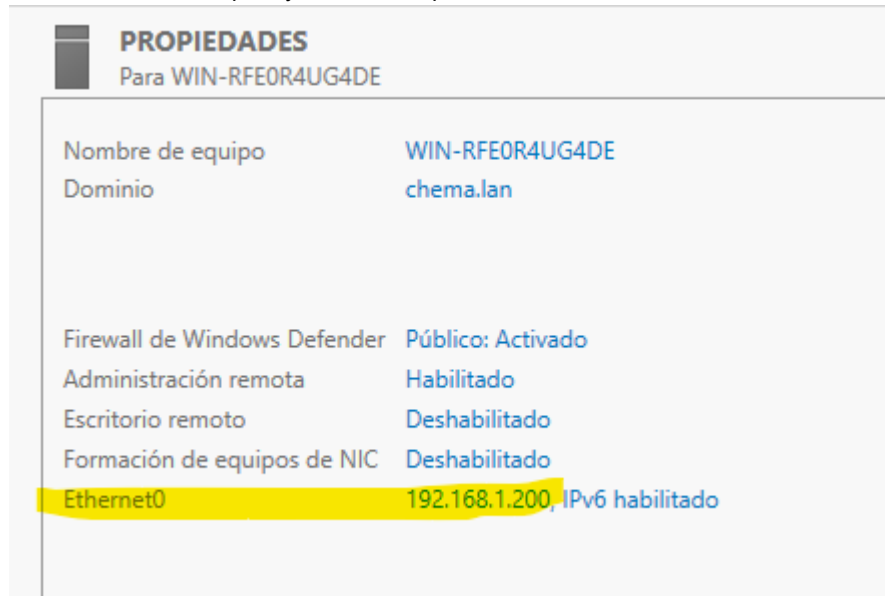 PROPIEDADES
Para WIN-RFE0R4UG4DE
Nombre de equipo WIN-RFE0R4UG4DE
Dominio chema.lan
Firewall de Windows Defender Público: Activado
Administración remota Habilitado
Escritorio remoto Deshabilitado
Formación de equipos de NIC Deshabilitado
Ethernet0 192.168.1.200, IPv6 habilitado